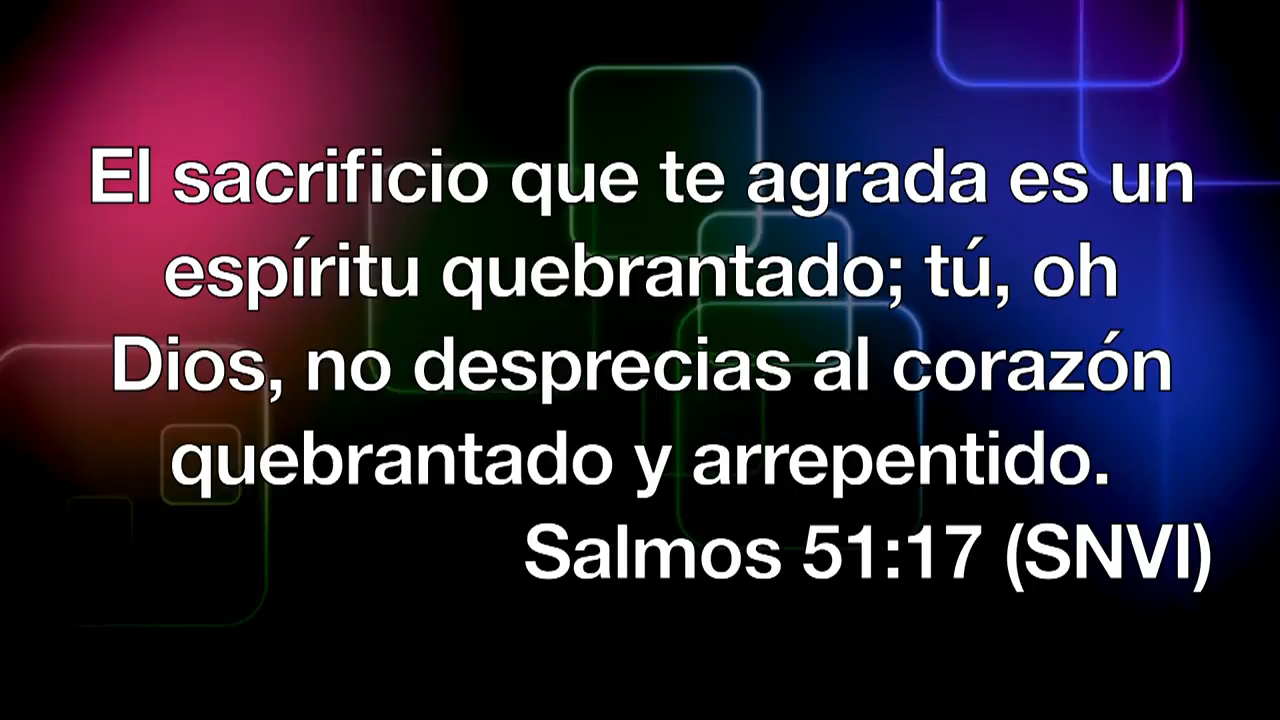 El sacrificio que te agrada es un
espíritu quebrantado; tú, oh
Dios, no desprecias al corazón
quebrantado y arrepentido.
Salmos 51:17 (SNVI)